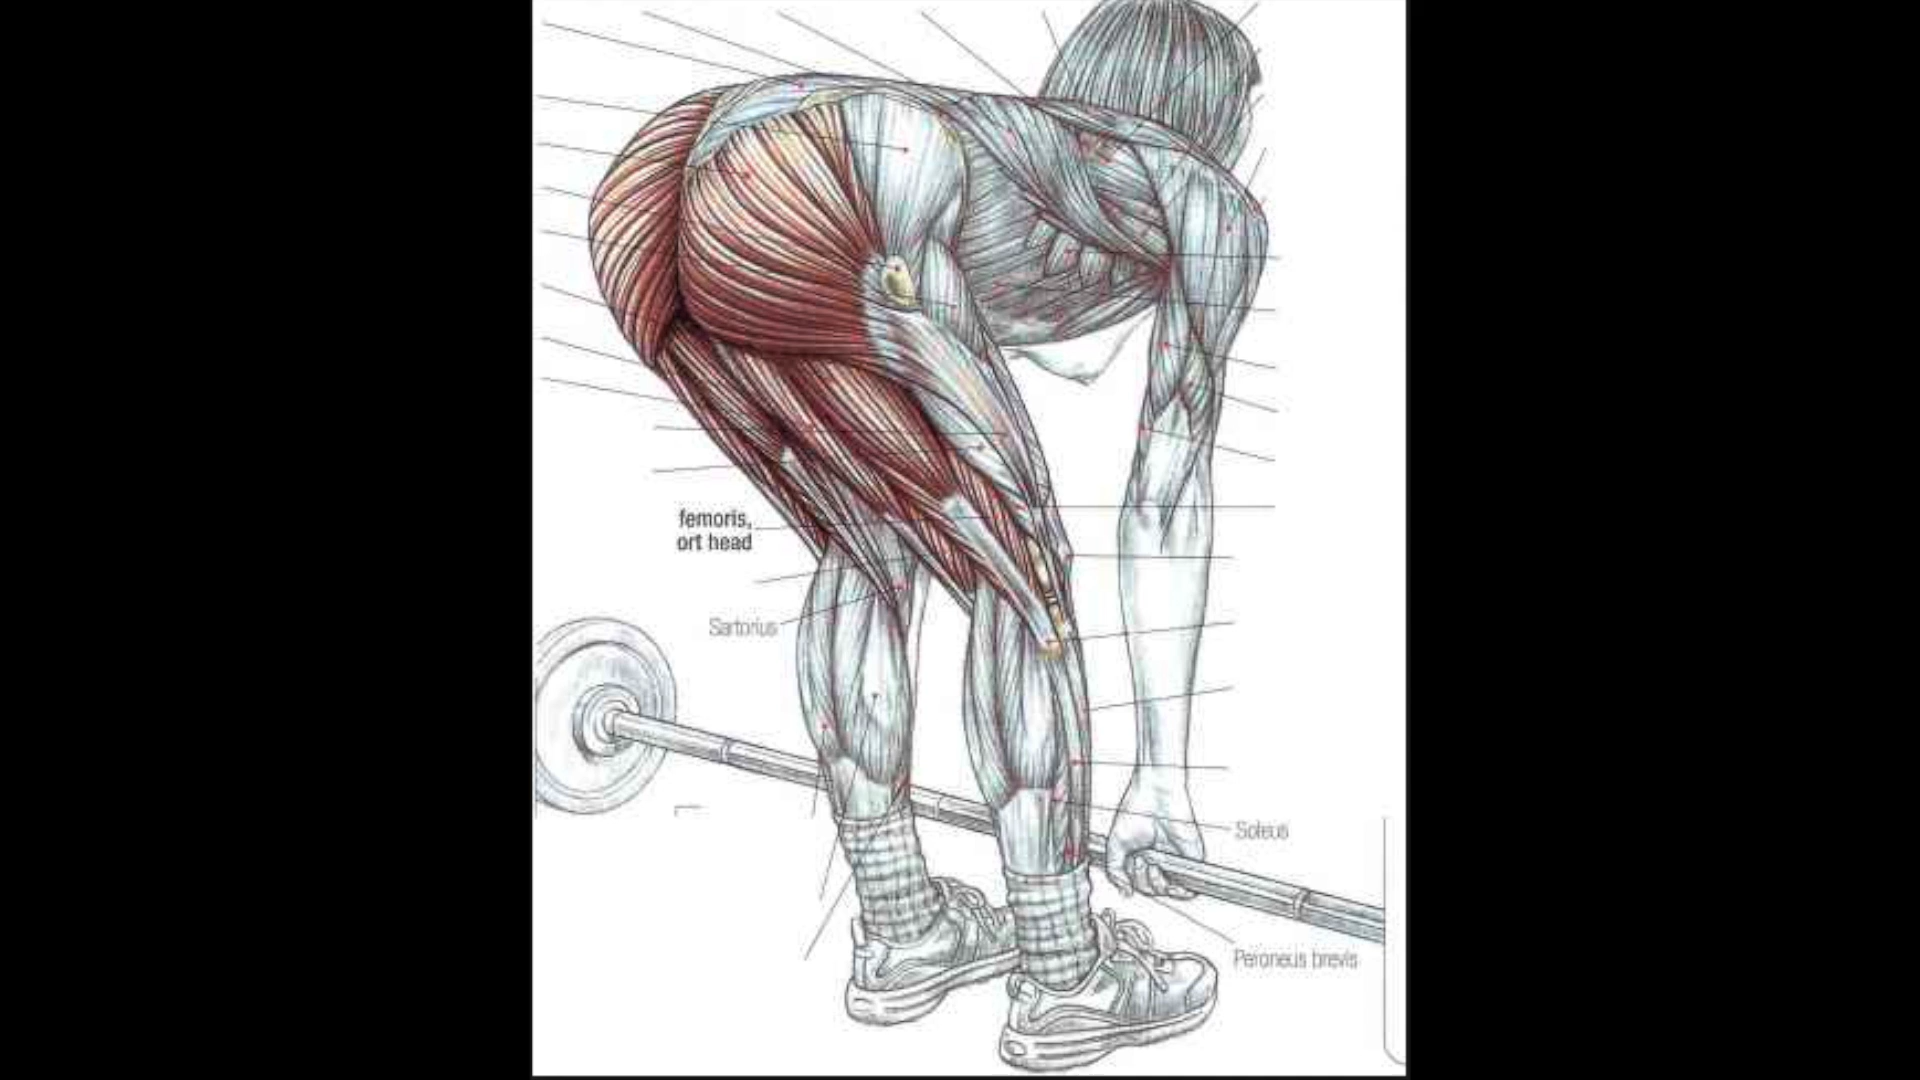 femoris,
ort head
Sartorius
Soleus
Peroneus brevis